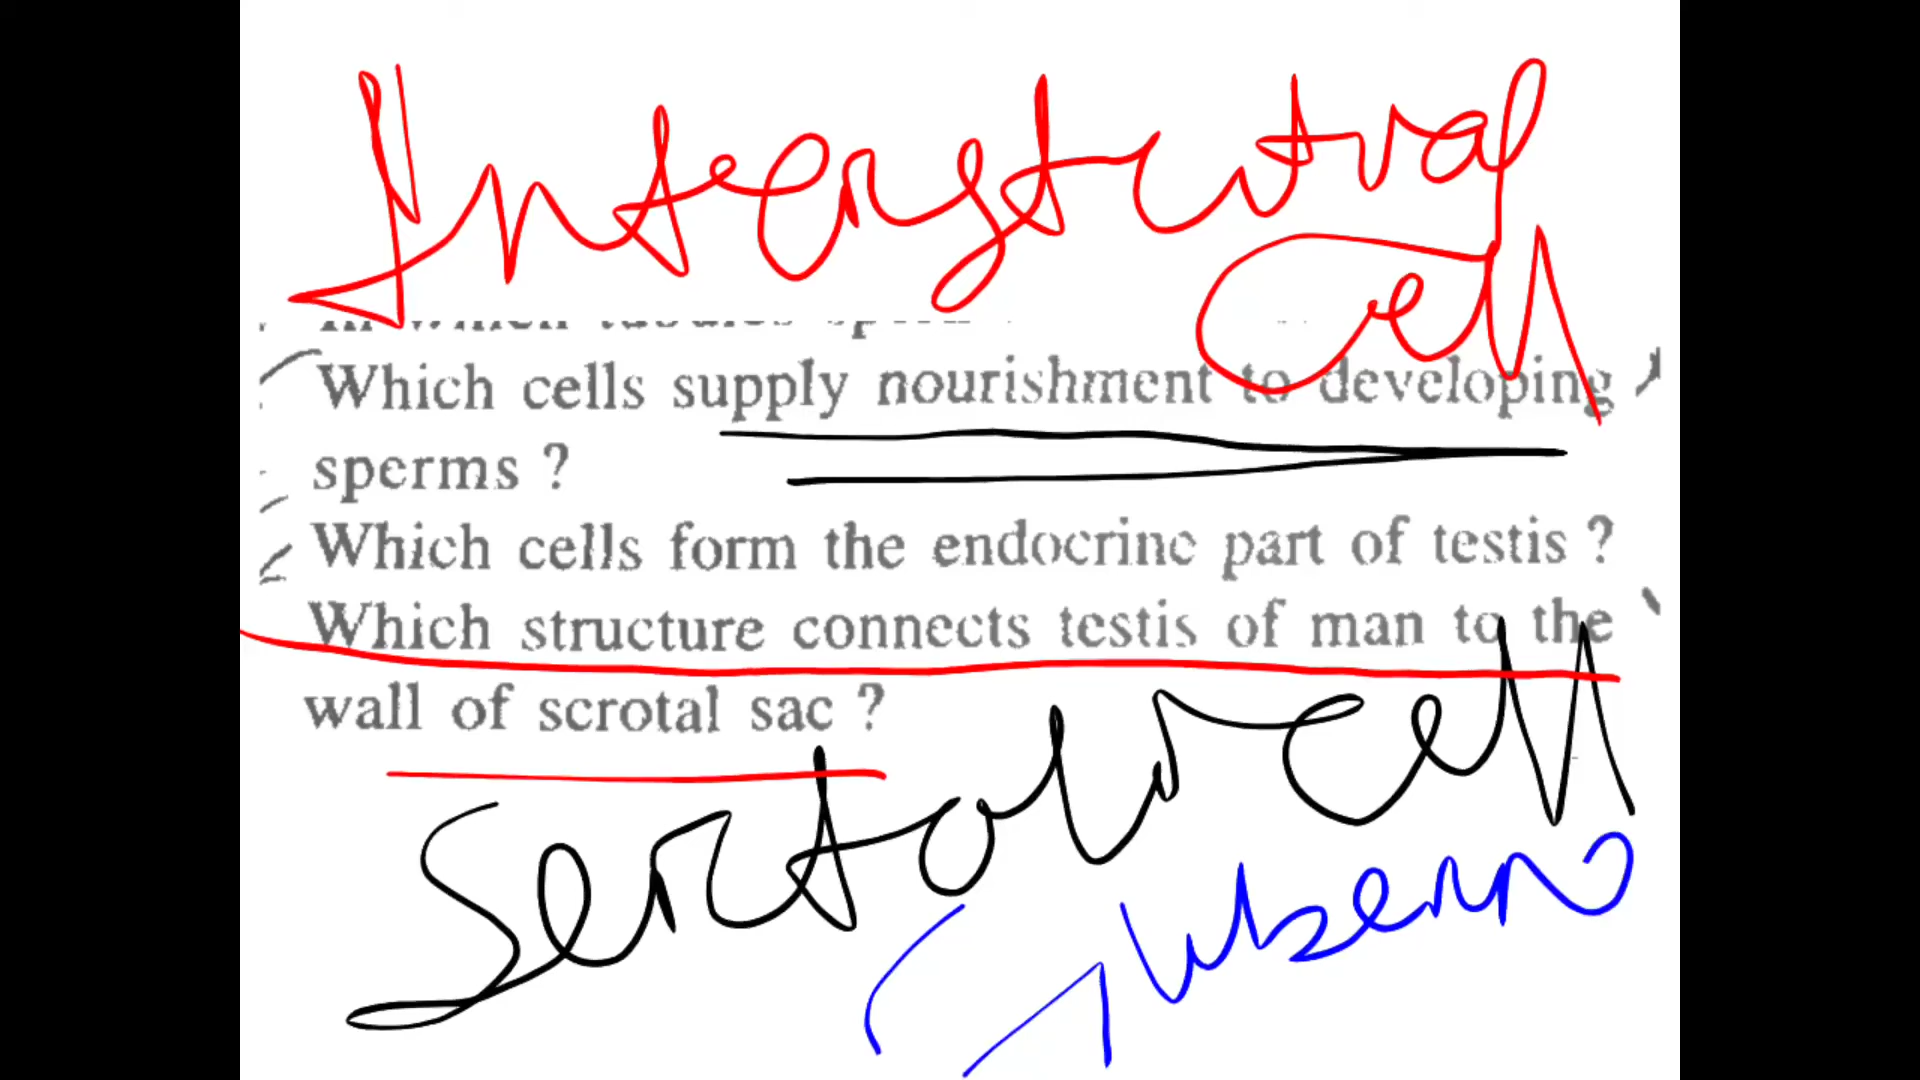 Interstitial
Cell
Which cells supply nourishment to developing
sperms ?
Which cells form the endocrine part of testis ?
Which structure connects testis of man to the
wall of scrotal sac ?
Sertoli cell
Guberna